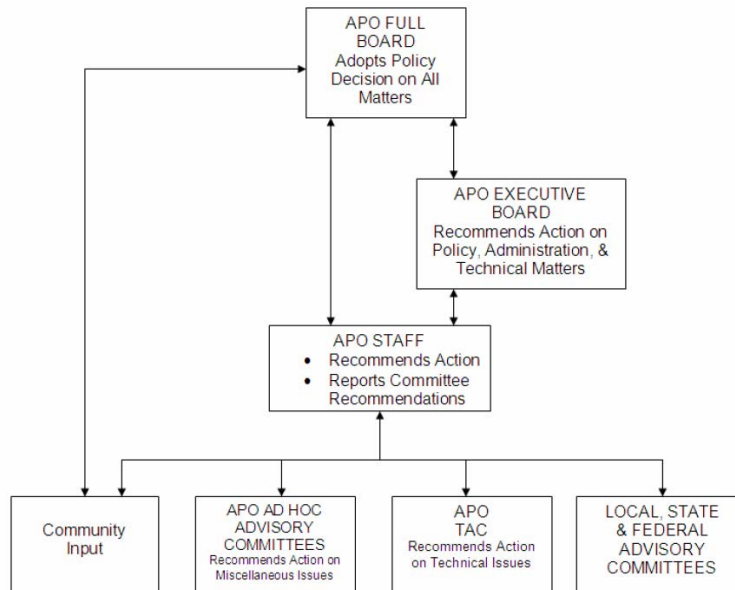 APO FULL
BOARD
Adopts Policy
Decision on All
Matters
APO EXECUTIVE
BOARD
Recommends Action on
Policy, Administration, &
Technical Matters
APO STAFF
• Recommends Action
• Reports Committee
Recommendations
Community
Input
APO AD HOC
ADVISORY
COMMITTEES
Recommends Action on
Miscellaneous Issues
APO
TAC
Recommends Action
on Technical Issues
LOCAL, STATE
& FEDERAL
ADVISORY
COMMITTEES